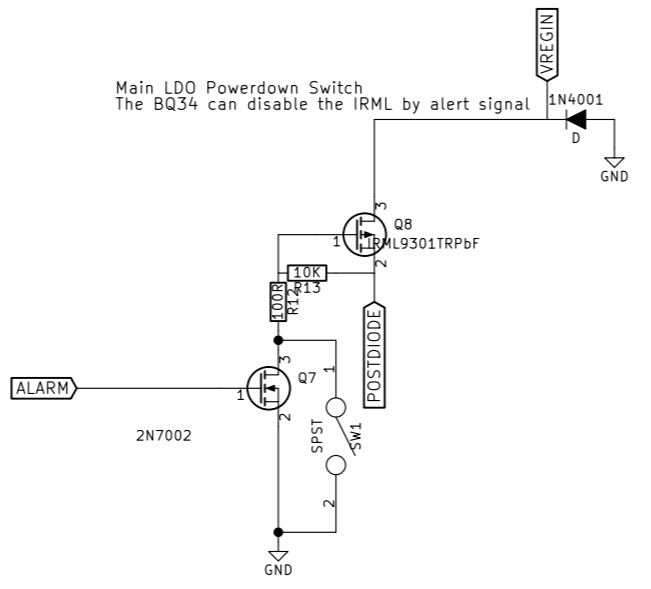 VREGIN
Main LDO Powerdown Switch
The BQ34 can disable the IRML by alert signal
1N4001
D
GND
3
Q8
1
IRML9301TRPbF
2
10K
R13
100R
R12
POSTDIODE
3
Q7
1
ALARM
1
2
2N7002
SPST
SW1
2
GND